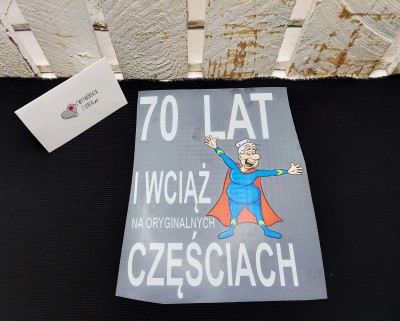 70 LAT
I WCIĄŻ
NA ORYGINALNYCH
CZĘŚCIACH